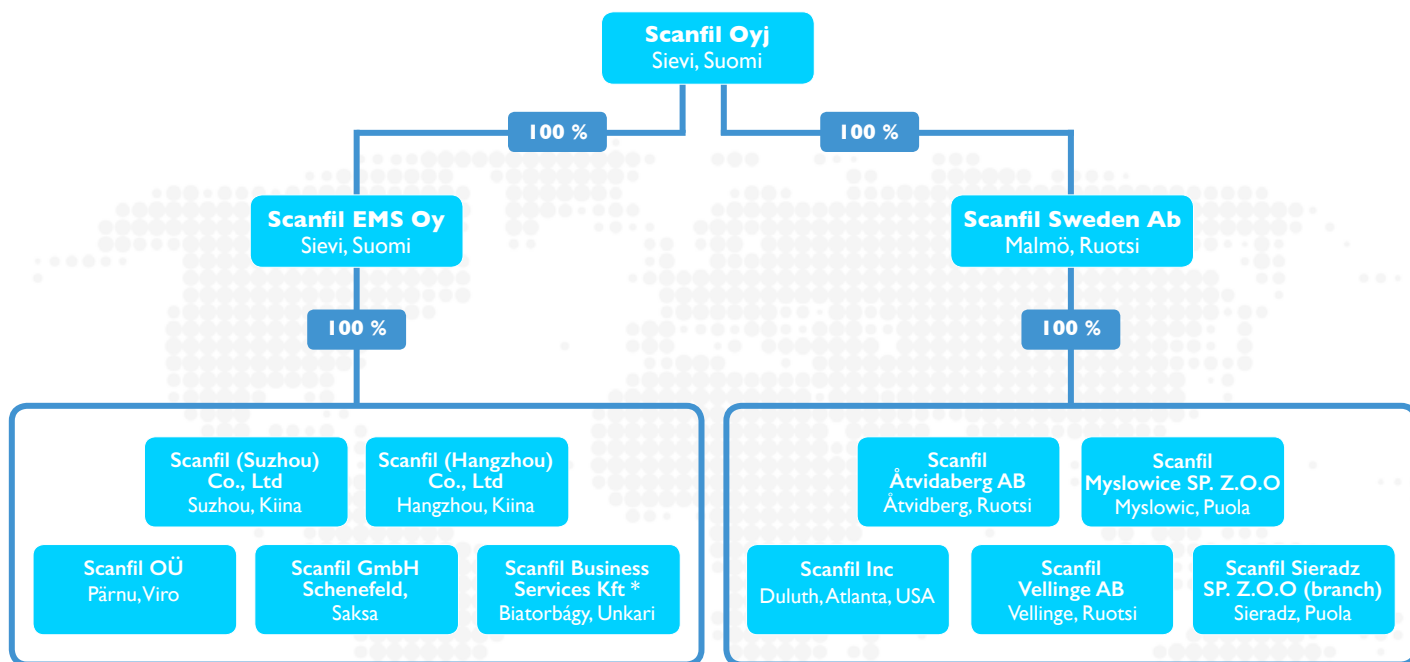 Scanfil Oyj
Sievi, Suomi
100 %
100 %
Scanfil EMS Oy
Sievi, Suomi
Scanfil Sweden Ab
Malmö, Ruotsi
100 %
100 %
Scanfil (Suzhou)
Co., Ltd
Suzhou, Kiina
Scanfil (Hangzhou)
Co., Ltd
Hangzhou, Kiina
Scanfil OÜ
Pärnu, Viro
Scanfil GmbH
Schenefeld,
Saksa
Scanfil Business
Services Kft *
Biatorbágy, Unkari
Scanfil
Åtvidaberg AB
Åtvidberg, Ruotsi
Scanfil
Myslowice SP. Z.O.O
Myslowic, Puola
Scanfil Inc
Duluth, Atlanta, USA
Scanfil
Vellinge AB
Vellinge, Ruotsi
Scanfil Sieradz
SP. Z.O.O (branch)
Sieradz, Puola